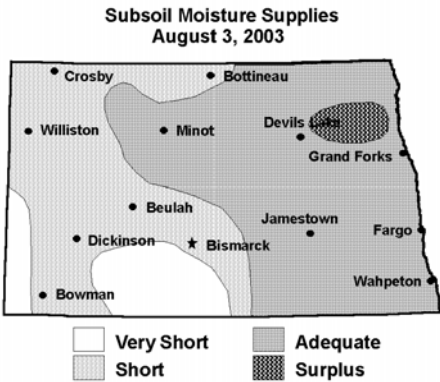 Subsoil Moisture Supplies
August 3, 2003
Crosby
Bottineau
Williston
Minot
Devils Lake
Grand Forks
Beulah
Jamestown
Fargo
Dickinson
Bismarck
Wahpeton
Bowman
Very Short
Adequate
Short
Surplus